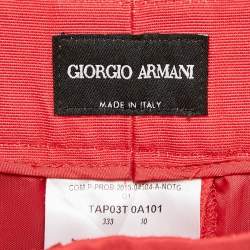 GIORGIO ARMANI
MADE IN ITALY
TAP03T 0A101
333 10